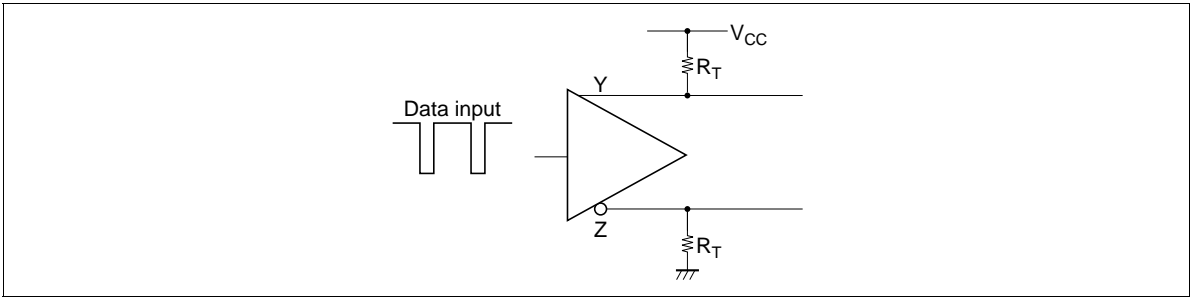 V_CC
R_T
Y
Data input
Z
R_T